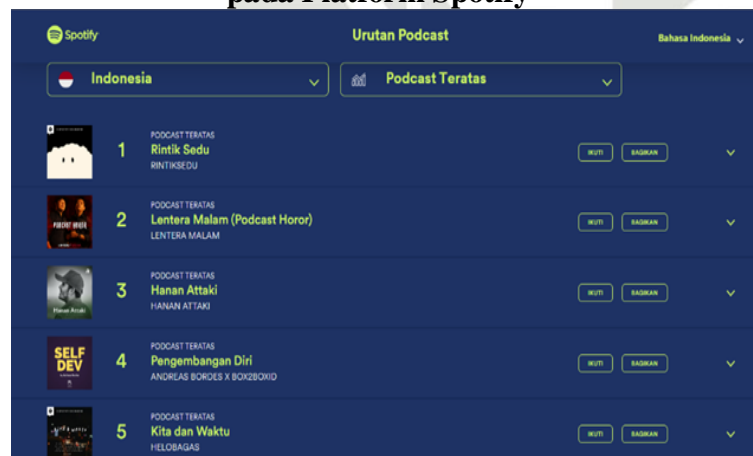 pada Platform Spotify
Spotify
Urutan Podcast
Bahasa Indonesia
Indonesia
Podcast Teratas
PODCAST TERATAS
1
Rintik Sedu
RINTIKSEDU
IKUTI
BAGIKAN
PODCAST TERATAS
2
Lentera Malam (Podcast Horor)
LENTERA MALAM
IKUTI
BAGIKAN
Hanan Attaki
PODCAST TERATAS
3
Hanan Attaki
HANAN ATTAKI
IKUTI
BAGIKAN
SELF
DEV
PODCAST TERATAS
4
Pengembangan Diri
ANDREAS BORDES X BOX2BOXID
IKUTI
BAGIKAN
PODCAST TERATAS
5
Kita dan Waktu
HELOBAGAS
IKUTI
BAGIKAN